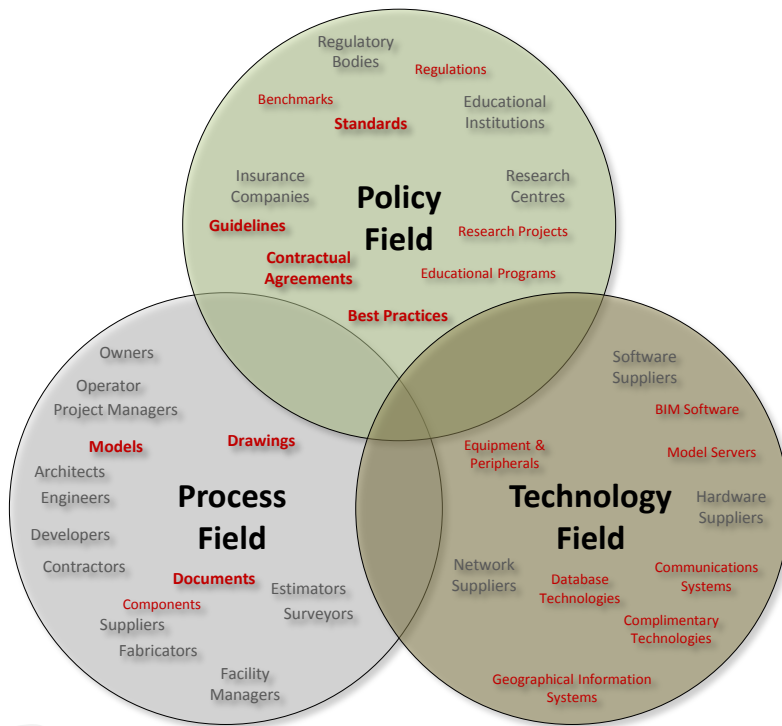 Regulatory
Bodies
Regulations
Benchmarks
Standards
Educational
Institutions
Insurance
Companies
Policy
Field
Research
Centres
Guidelines
Research Projects
Contractual
Agreements
Educational Programs
Best Practices
Owners
Operator
Project Managers
Models
Drawings
Architects
Engineers
Process
Field
Developers
Contractors
Documents
Components
Estimators
Surveyors
Suppliers
Fabricators
Facility
Managers
Software
Suppliers
BIM Software
Equipment &
Peripherals
Model Servers
Technology
Field
Hardware
Suppliers
Network
Suppliers
Database
Technologies
Communications
Systems
Complimentary
Technologies
Geographical Information
Systems